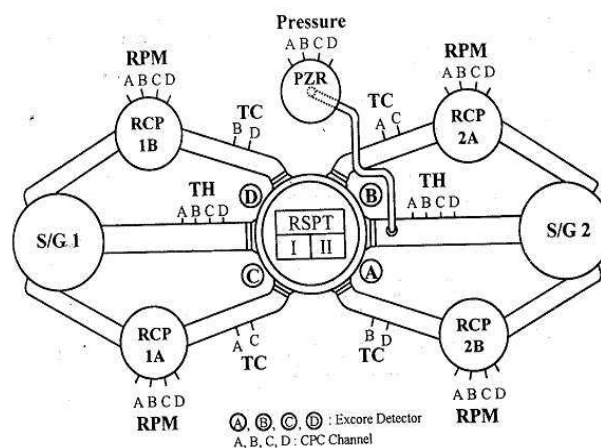 Pressure
A B C D
PZR
RPM
A B C D
RCP
1B
TC
B
D
TC
A
C
RPM
A B C D
RCP
2A
TH
A B C D
D
B
TH
A B C D
S/G 1
RSPT
I II
S/G 2
C
A
RCP
1A
A
C
TC
B
D
TC
RCP
2B
A B C D
RPM
A B C D
RPM
A, B, C, D : Excore Detector
A, B, C, D : CPC Channel